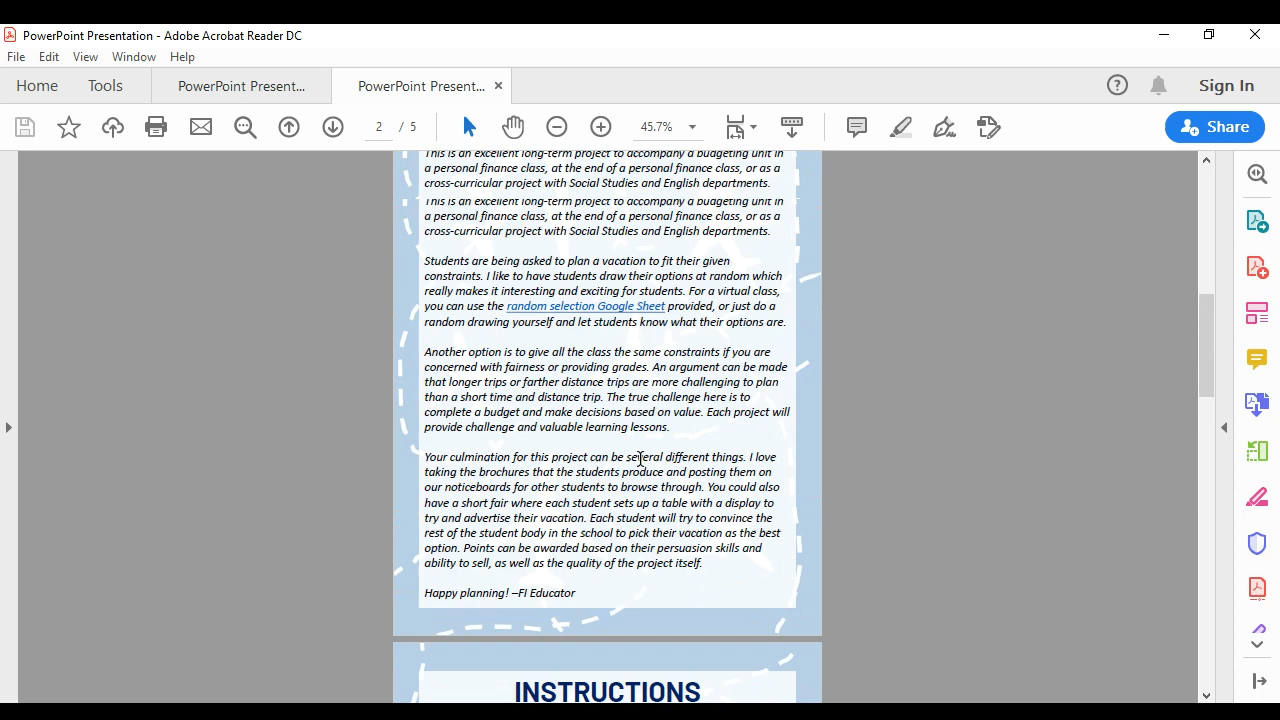 PowerPoint Presentation - Adobe Acrobat Reader DC
File Edit View Window Help
Home Tools PowerPoint Present... PowerPoint Present... Sign In
2 / 5 45.7% Share
This is an excellent long-term project to accompany a budgeting unit in
a personal finance class, at the end of a personal finance class, or as a
cross-curricular project with Social Studies and English departments.
This is an excellent long-term project to accompany a budgeting unit in
a personal finance class, at the end of a personal finance class, or as a
cross-curricular project with Social Studies and English departments.
Students are being asked to plan a vacation to fit their given
constraints. I like to have students draw their options at random which
really makes it interesting and exciting for students. For a virtual class,
you can use the random selection Google Sheet provided, or just do a
random drawing yourself and let students know what their options are.
Another option is to give all the class the same constraints if you are
concerned with fairness or providing grades. An argument can be made
that longer trips or farther distance trips are more challenging to plan
than a short time and distance trip. The true challenge here is to
complete a budget and make decisions based on value. Each project will
provide challenge and valuable learning lessons.
Your culmination for this project can be several different things. I love
taking the brochures that the students produce and posting them on
our noticeboards for other students to browse through. You could also
have a short fair where each student sets up a table with a display to
try and advertise their vacation. Each student will try to convince the
rest of the student body in the school to pick their vacation as the best
option. Points can be awarded based on their persuasion skills and
ability to sell, as well as the quality of the project itself.
Happy planning! –FI Educator
INSTRUCTIONS